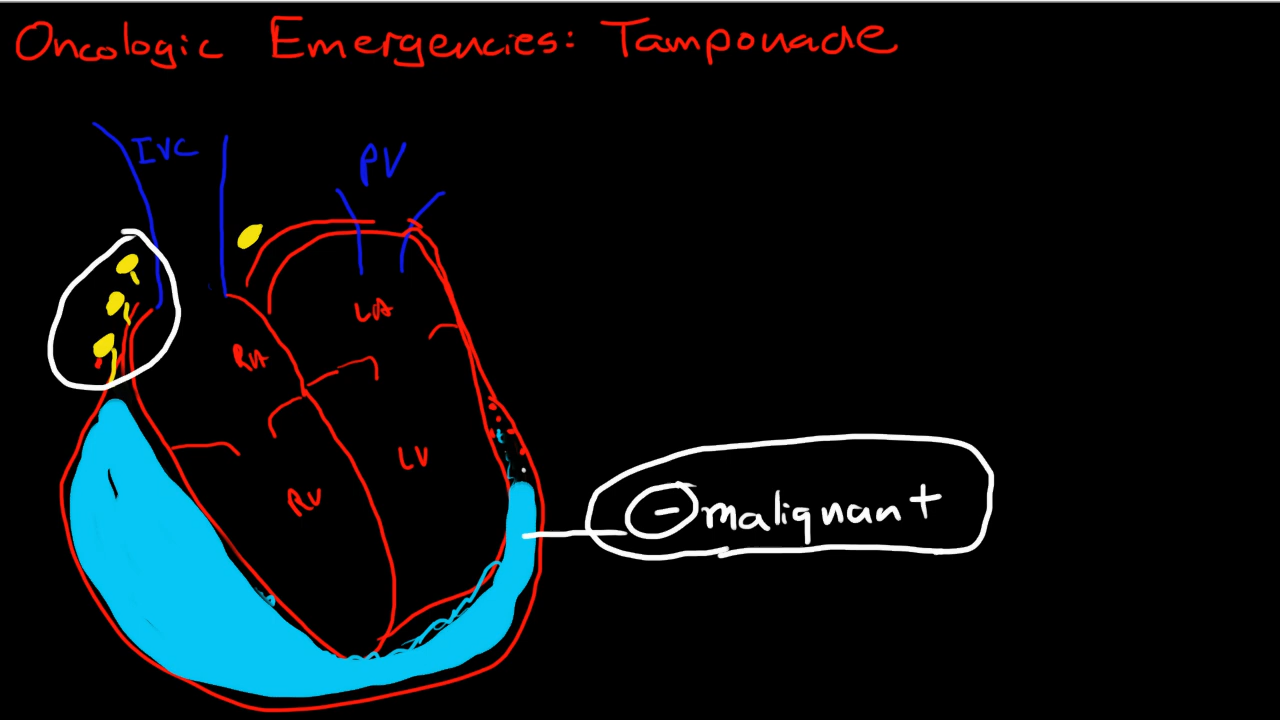 Oncologic Emergencies: Tamponade
IVC
PV
LA
RA
LV
RV
⊖malignant